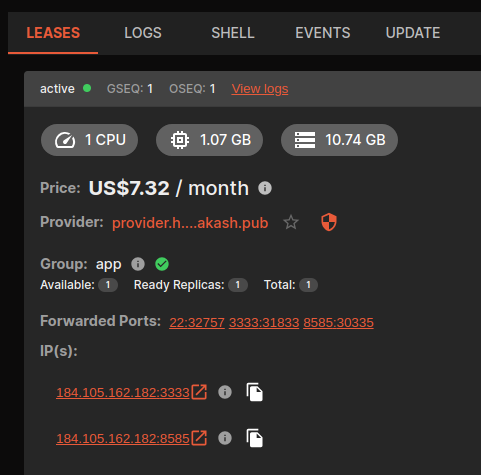 LEASES LOGS SHELL EVENTS UPDATE
active GSEQ: 1 OSEQ: 1 View logs
1 CPU 1.07 GB 10.74 GB
Price: US$7.32 / month
Provider: provider.h....akash.pub
Group: app
Available: 1 Ready Replicas: 1 Total: 1
Forwarded Ports: 22:32757 3333:31833 8585:30335
IP(s):
184.105.162.182:3333
184.105.162.182:8585